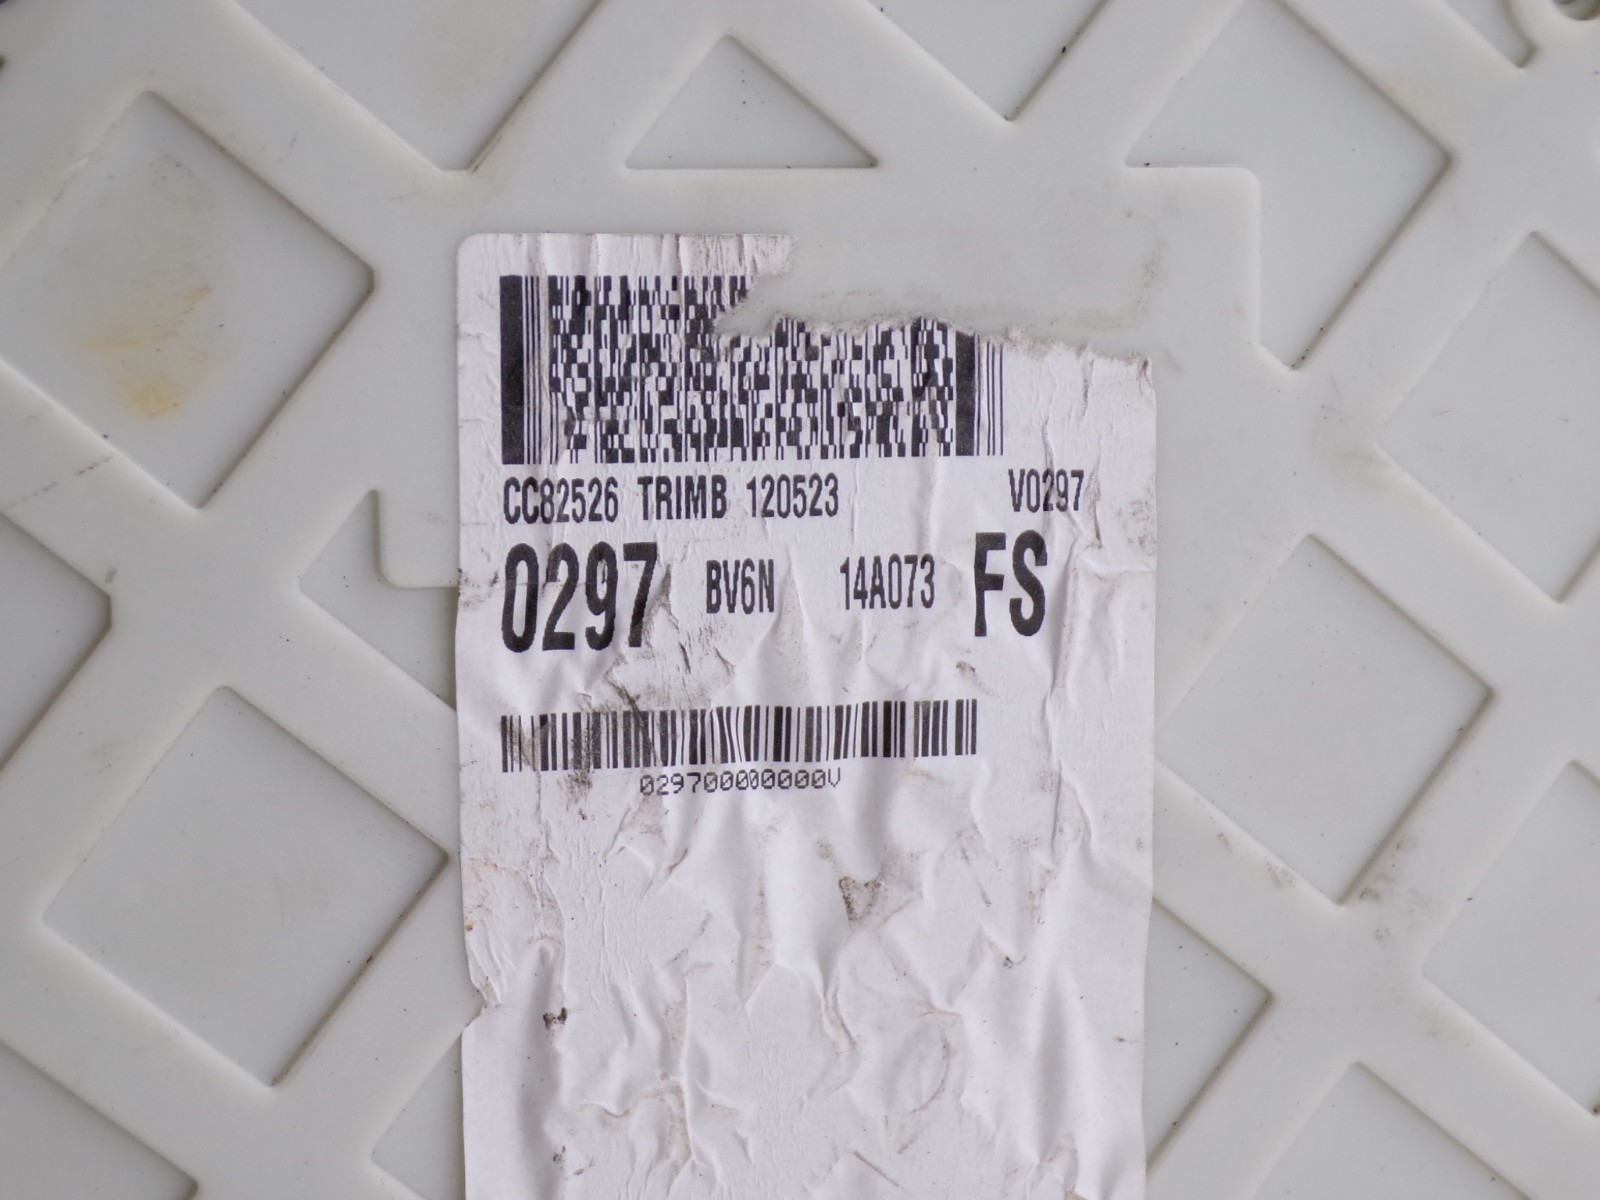 CC82526 TRIMB 120523 V0297
0297 BV6N 14A073 FS
029700000000V